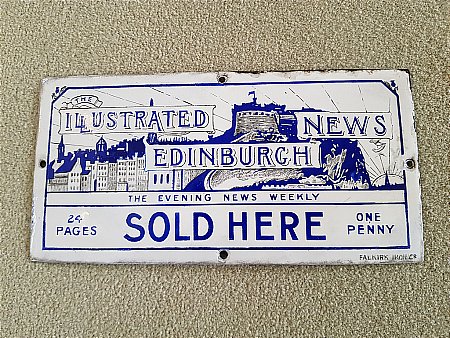 THE
ILLUSTRATED
EDINBURGH
NEWS
THE EVENING NEWS WEEKLY
24 PAGES
SOLD HERE
ONE PENNY
FALKIRK IRON Co